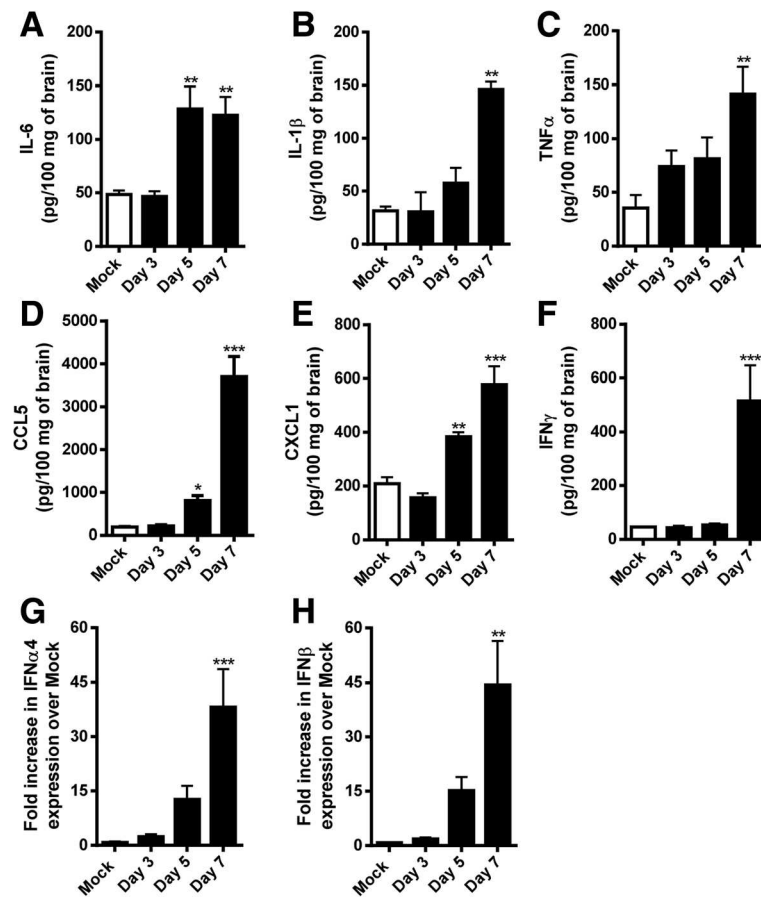 A
IL-6
(pg/100 mg of brain)
200
150
100
50
0
**
**
Mock
Day 3
Day 5
Day 7
B
IL-1β
(pg/100 mg of brain)
200
150
100
50
0
**
Mock
Day 3
Day 5
Day 7
C
TNFα
(pg/100 mg of brain)
200
150
100
50
0
**
Mock
Day 3
Day 5
Day 7
D
CCL5
(pg/100 mg of brain)
5000
4000
3000
2000
1000
0
*
***
Mock
Day 3
Day 5
Day 7
E
CXCL1
(pg/100 mg of brain)
800
600
400
200
0
**
***
Mock
Day 3
Day 5
Day 7
F
IFNγ
(pg/100 mg of brain)
800
600
400
200
0
***
Mock
Day 3
Day 5
Day 7
G
Fold increase in IFNα4
expression over Mock
60
45
30
15
0
***
Mock
Day 3
Day 5
Day 7
H
Fold increase in IFNβ
expression over Mock
60
45
30
15
0
**
Mock
Day 3
Day 5
Day 7